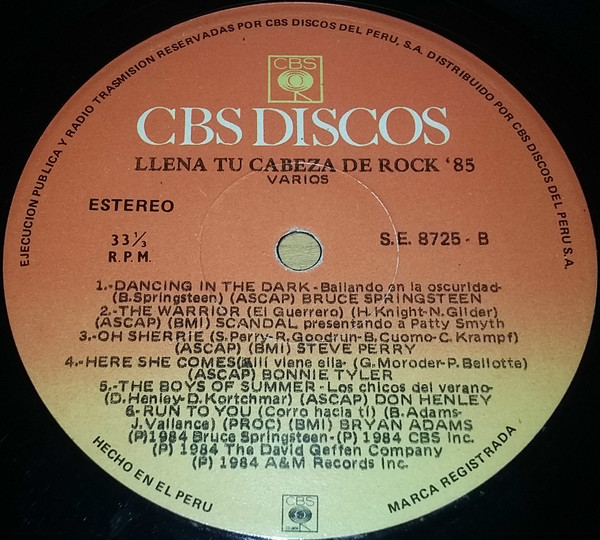 EJECUCION PUBLICA Y RADIO TRASMISION RESERVADAS POR CBS DISCOS DEL PERU, S.A. DISTRIBUIDO POR CBS DISCOS DEL PERU S.A.
CBS
CBS DISCOS
LLENA TU CABEZA DE ROCK '85
VARIOS
ESTEREO
33 1/3
R.P.M.
S.E. 8725 - B
1.-DANCING IN THE DARK -Bailando en la oscuridad-
(B.Springsteen) (ASCAP) BRUCE SPRINGSTEEN
2.-THE WARRIOR (El Guerrero) (H.Knight-N.Gilder)
(ASCAP) (BMI) SCANDAL presentando a Patty Smyth
3.-OH SHERRIE (S.Perry-R.Goodrun-B.Cuomo-C.Krampf)
(ASCAP) (BMI) STEVE PERRY
4.-HERE SHE COMES(Allí viene ella- (G.Moroder-P.Bellotte)
(ASCAP) BONNIE TYLER
5.-THE BOYS OF SUMMER -Los chicos del verano-
(D.Henley-D.Kortchmar) (ASCAP) DON HENLEY
6-RUN TO YOU (Corro hacia tí) (B.Adams-
J.Vallance) (PROC) (BMI) BRYAN ADAMS
(P)1984 Bruce Springsteen-(P) 1984 CBS Inc.
(P) 1984 The David Geffen Company
(P) 1984 A&M Records Inc.
HECHO EN EL PERU
CBS
MARCA REGISTRADA